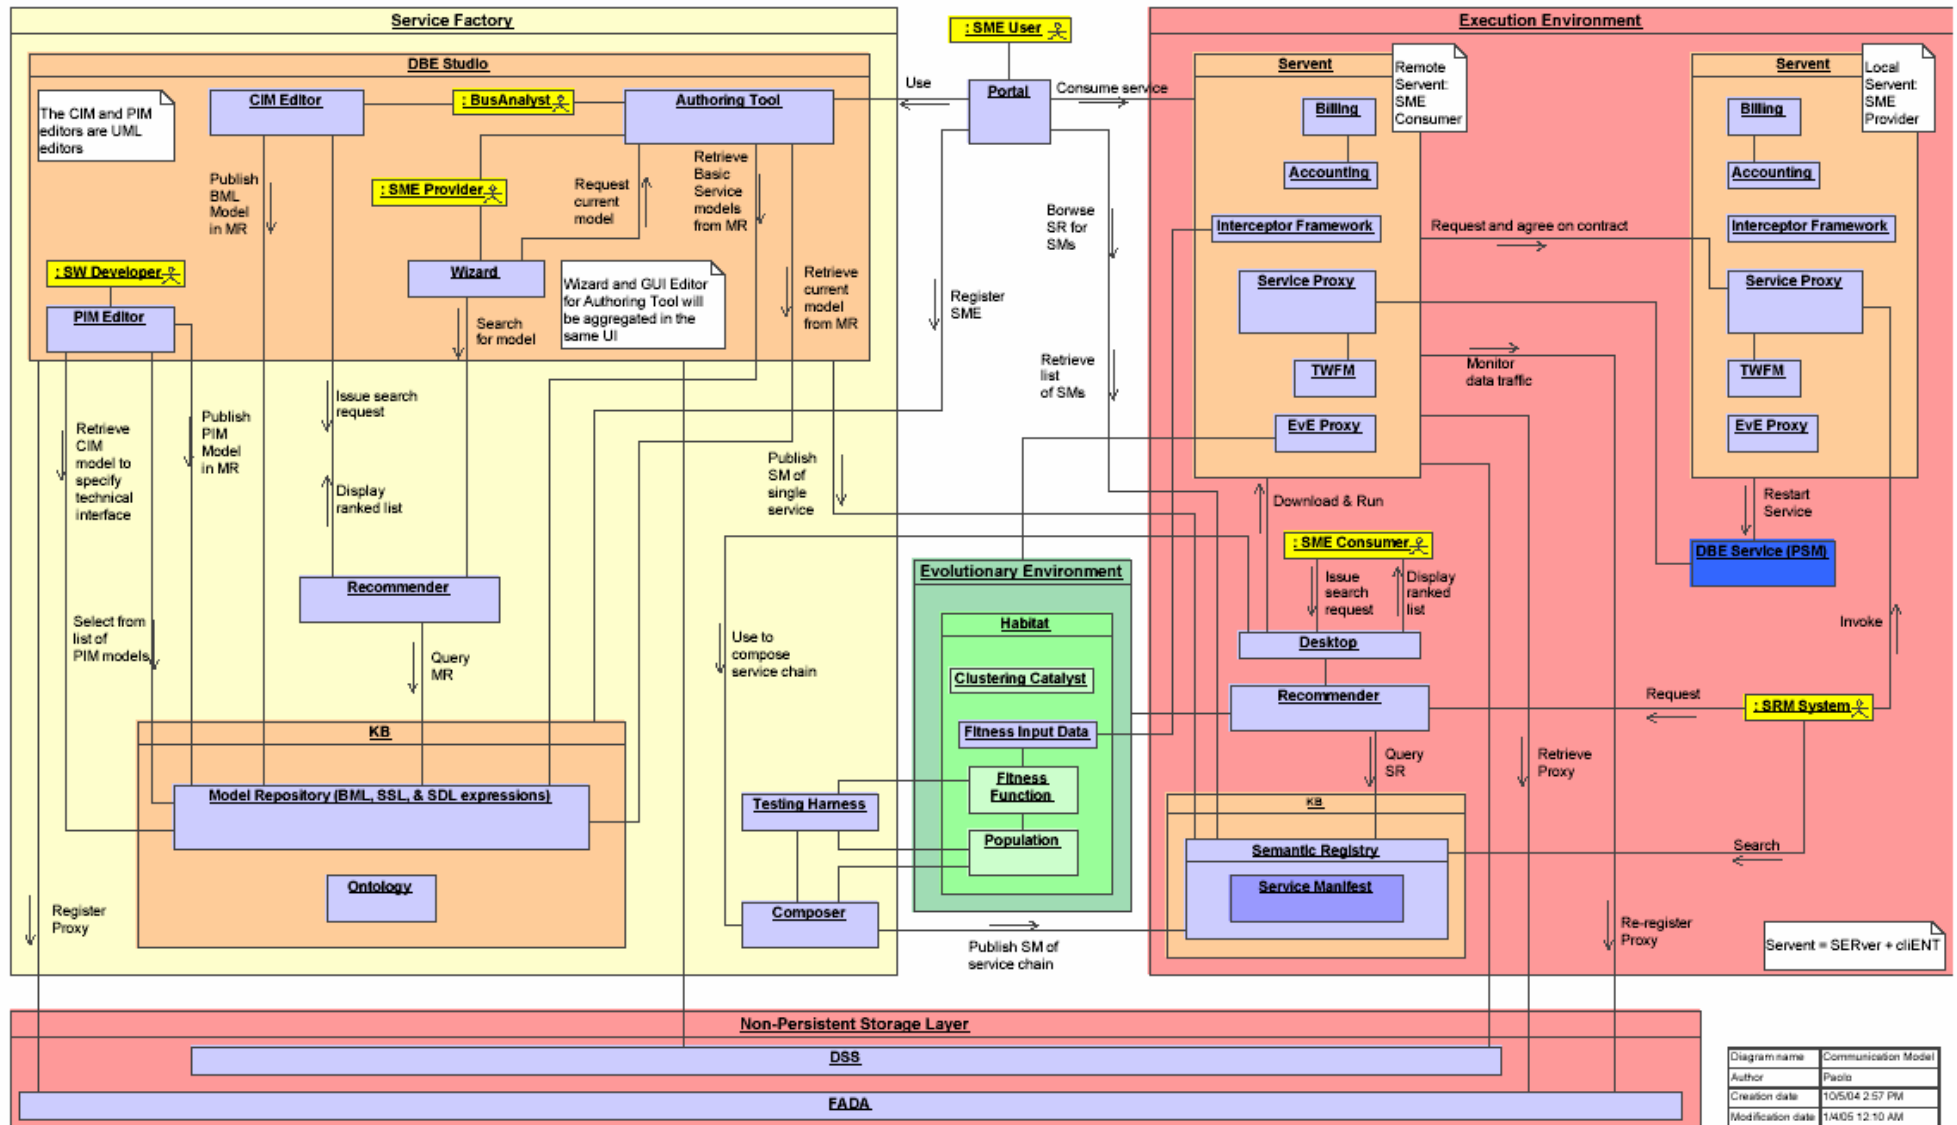 Service Factory
DBE Studio
The CIM and PIM
editors are UML
editors
CIM Editor
: BusAnalyst
Authoring Tool
Publish
BML
Model
in MR
: SME Provider
Request
current
model
Retrieve
Basic
Service
models
from MR
: SW Developer
PIM Editor
Wizard
Wizard and GUI Editor
for Authoring Tool will
be aggregated in the
same UI
Retrieve
current
model
from MR
Search
for model
Retrieve
CIM
model to
specify
technical
interface
Publish
PIM
Model
in MR
Issue search
request
Display
ranked list
Publish
SM of
single
service
Recommender
Select from
list of
PIM models
Query
MR
Use to
compose
service chain
KB
Model Repository (BML, SSL, & SDL expressions)
Ontology
Testing Harness
Composer
Register
Proxy
: SME User
Portal
Use
Consume service
Borwse
SR for
SMs
Register
SME
Retrieve
list
of SMs
Evolutionary Environment
Habitat
Clustering Catalyst
Fitness Input Data
Fitness
Function
Population
Publish SM of
service chain
Execution Environment
Servent
Remote
Servent:
SME
Consumer
Billing
Accounting
Interceptor Framework
Service Proxy
TWFM
EvE Proxy
Request and agree on contract
Monitor
data traffic
Servent
Local
Servent:
SME
Provider
Billing
Accounting
Interceptor Framework
Service Proxy
TWFM
EvE Proxy
Download & Run
: SME Consumer
Issue
search
request
Display
ranked
list
Restart
Service
DBE Service (PSM)
Desktop
Recommender
Invoke
Request
: SRM System
Query
SR
Retrieve
Proxy
KB
Semantic Registry
Service Manifest
Search
Re-register
Proxy
Servent = SERver + cliENT
Non-Persistent Storage Layer
DSS
FADA
Diagram name Communication Model
Author Paolo
Creation date 10/5/04 2:57 PM
Modification date 1/4/05 12:10 AM